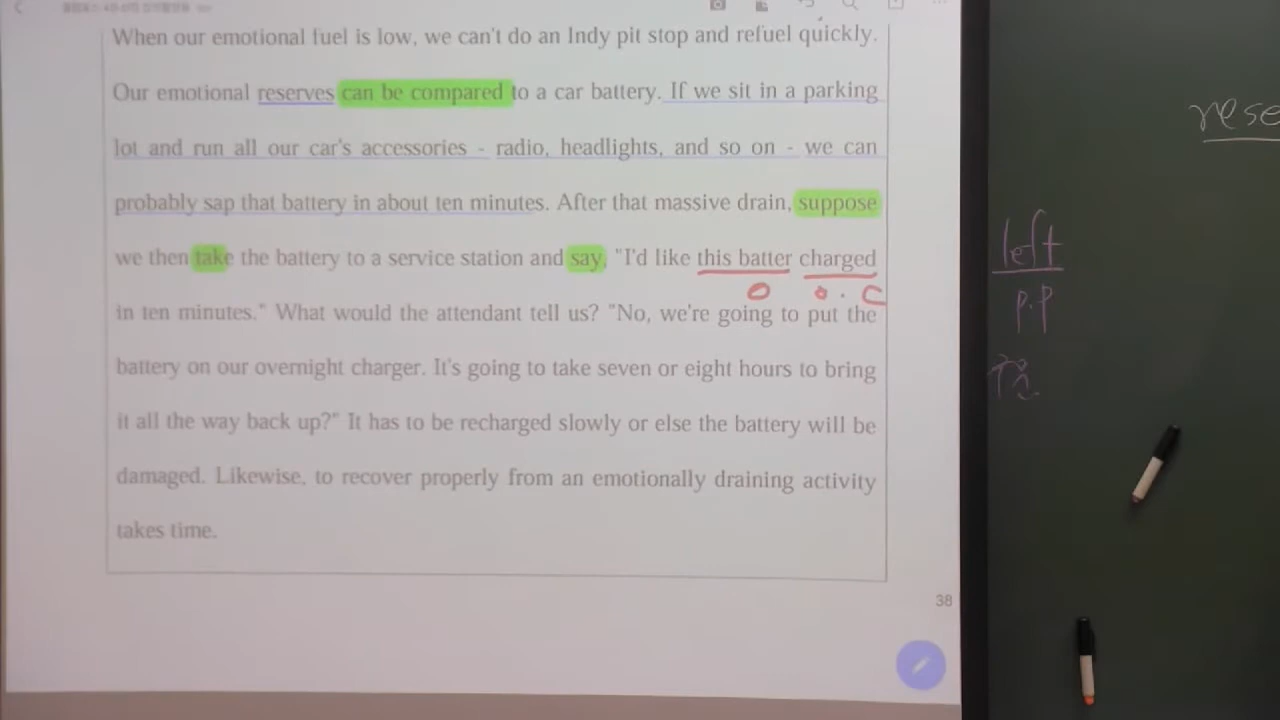 When our emotional fuel is low, we can't do an Indy pit stop and refuel quickly.
Our emotional reserves can be compared to a car battery. If we sit in a parking
lot and run all our car's accessories - radio, headlights, and so on - we can
probably sap that battery in about ten minutes. After that massive drain, suppose
we then take the battery to a service station and say, "I'd like this batter charged
O o.c
in ten minutes." What would the attendant tell us? "No, we're going to put the
battery on our overnight charger. It's going to take seven or eight hours to bring
it all the way back up?" It has to be recharged slowly or else the battery will be
damaged. Likewise, to recover properly from an emotionally draining activity
takes time.
38
rese
left
p.p